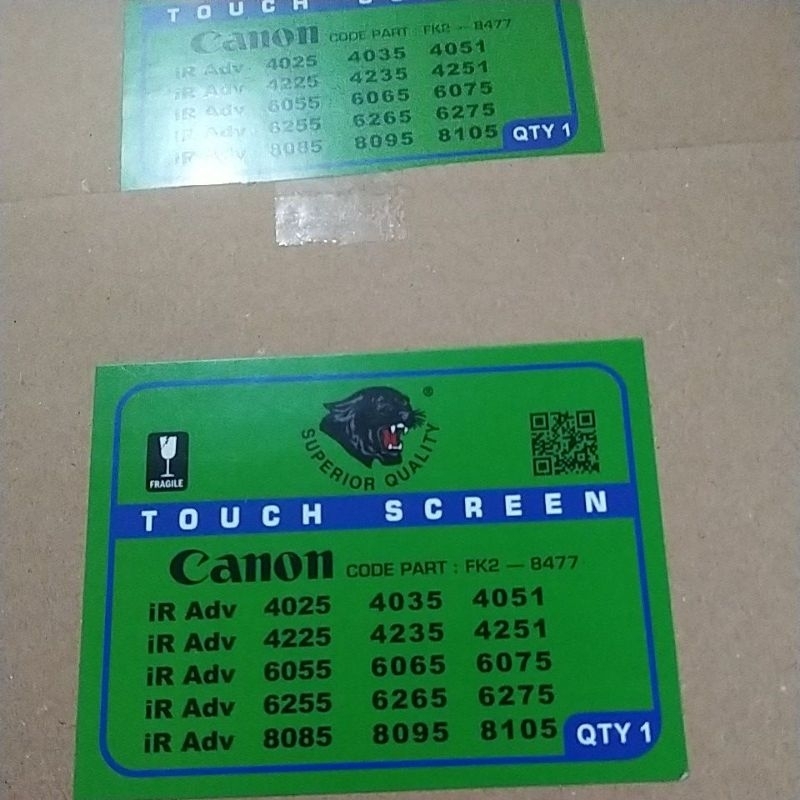 TOUCH
Canon CODE PART : FK2 — 8477
iR Adv 4025 4035 4051
iR Adv 4225 4235 4251
iR Adv 6055 6065 6075
iR Adv 6255 6265 6275
iR Adv 8085 8095 8105
QTY 1
®
SUPERIOR QUALITY
FRAGILE
TOUCH SCREEN
Canon CODE PART : FK2 — 8477
iR Adv 4025 4035 4051
iR Adv 4225 4235 4251
iR Adv 6055 6065 6075
iR Adv 6255 6265 6275
iR Adv 8085 8095 8105
QTY 1